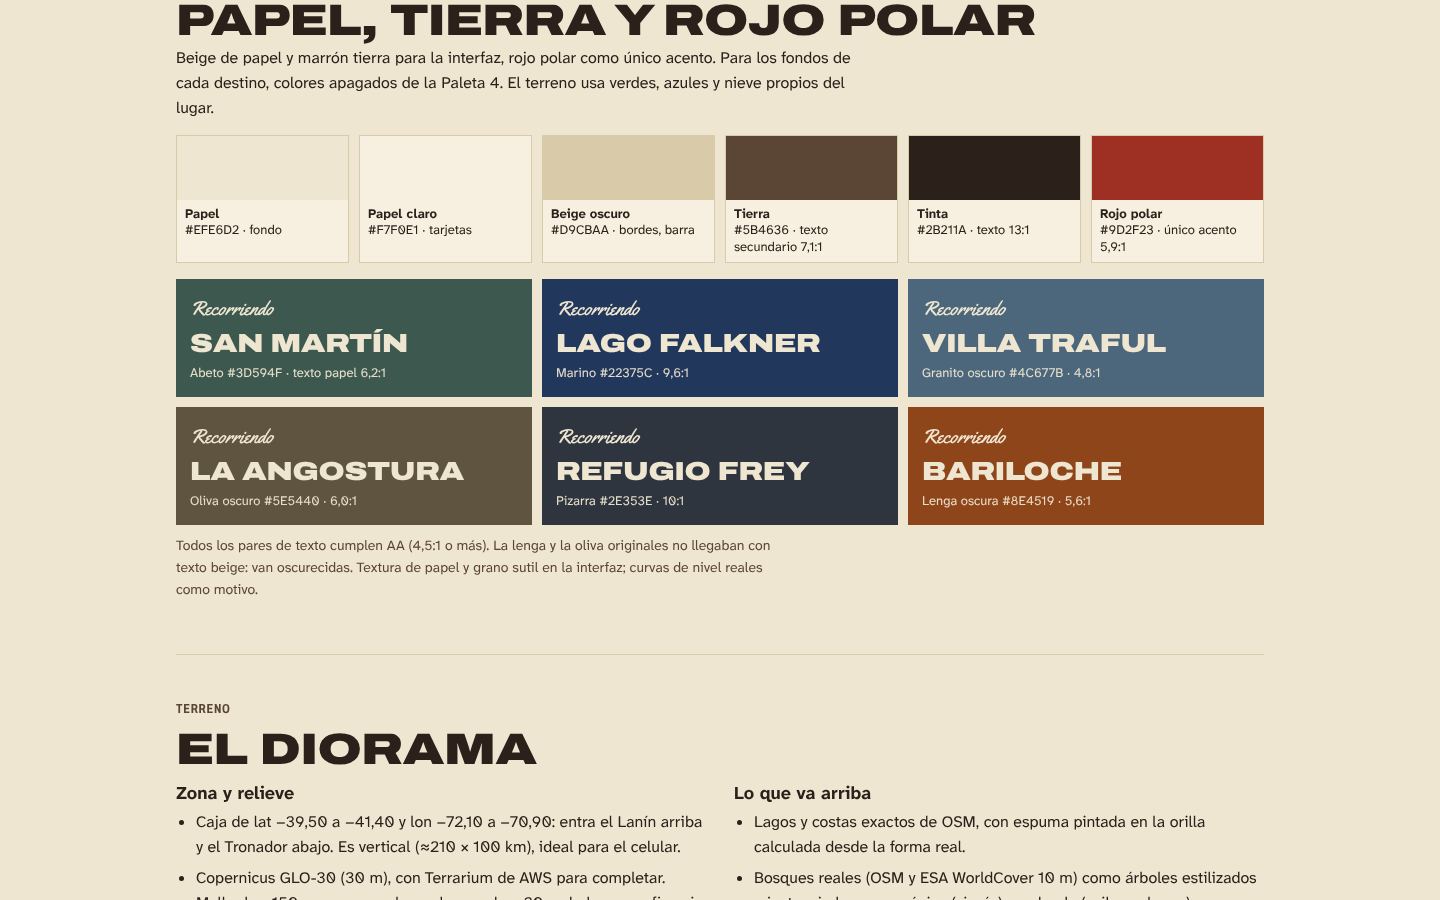 PAPEL, TIERRA Y ROJO POLAR
Beige de papel y marrón tierra para la interfaz, rojo polar como único acento. Para los fondos de
cada destino, colores apagados de la Paleta 4. El terreno usa verdes, azules y nieve propios del
lugar.
Papel
#EFE6D2 · fondo
Papel claro
#F7F0E1 · tarjetas
Beige oscuro
#D9CBAA · bordes, barra
Tierra
#5B4636 · texto
secundario 7,1:1
Tinta
#2B211A · texto 13:1
Rojo polar
#9D2F23 · único acento
5,9:1
Recorriendo
SAN MARTÍN
Abeto #3D594F · texto papel 6,2:1
Recorriendo
LAGO FALKNER
Marino #22375C · 9,6:1
Recorriendo
VILLA TRAFUL
Granito oscuro #4C677B · 4,8:1
Recorriendo
LA ANGOSTURA
Oliva oscuro #5E5440 · 6,0:1
Recorriendo
REFUGIO FREY
Pizarra #2E353E · 10:1
Recorriendo
BARILOCHE
Lenga oscura #8E4519 · 5,6:1
Todos los pares de texto cumplen AA (4,5:1 o más). La lenga y la oliva originales no llegaban con
texto beige: van oscurecidas. Textura de papel y grano sutil en la interfaz; curvas de nivel reales
como motivo.
TERRENO
EL DIORAMA
Zona y relieve
• Caja de lat −39,50 a −41,40 y lon −72,10 a −70,90: entra el Lanín arriba
y el Tronador abajo. Es vertical (≈210 × 100 km), ideal para el celular.
• Copernicus GLO-30 (30 m), con Terrarium de AWS para completar.
Lo que va arriba
• Lagos y costas exactos de OSM, con espuma pintada en la orilla
calculada desde la forma real.
• Bosques reales (OSM y ESA WorldCover 10 m) como árboles estilizados